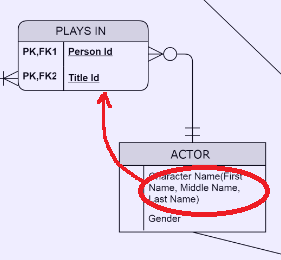 PLAYS IN
PK,FK1 Person Id
PK,FK2 Title Id
ACTOR
Character Name(First
Name, Middle Name,
Last Name)
Gender